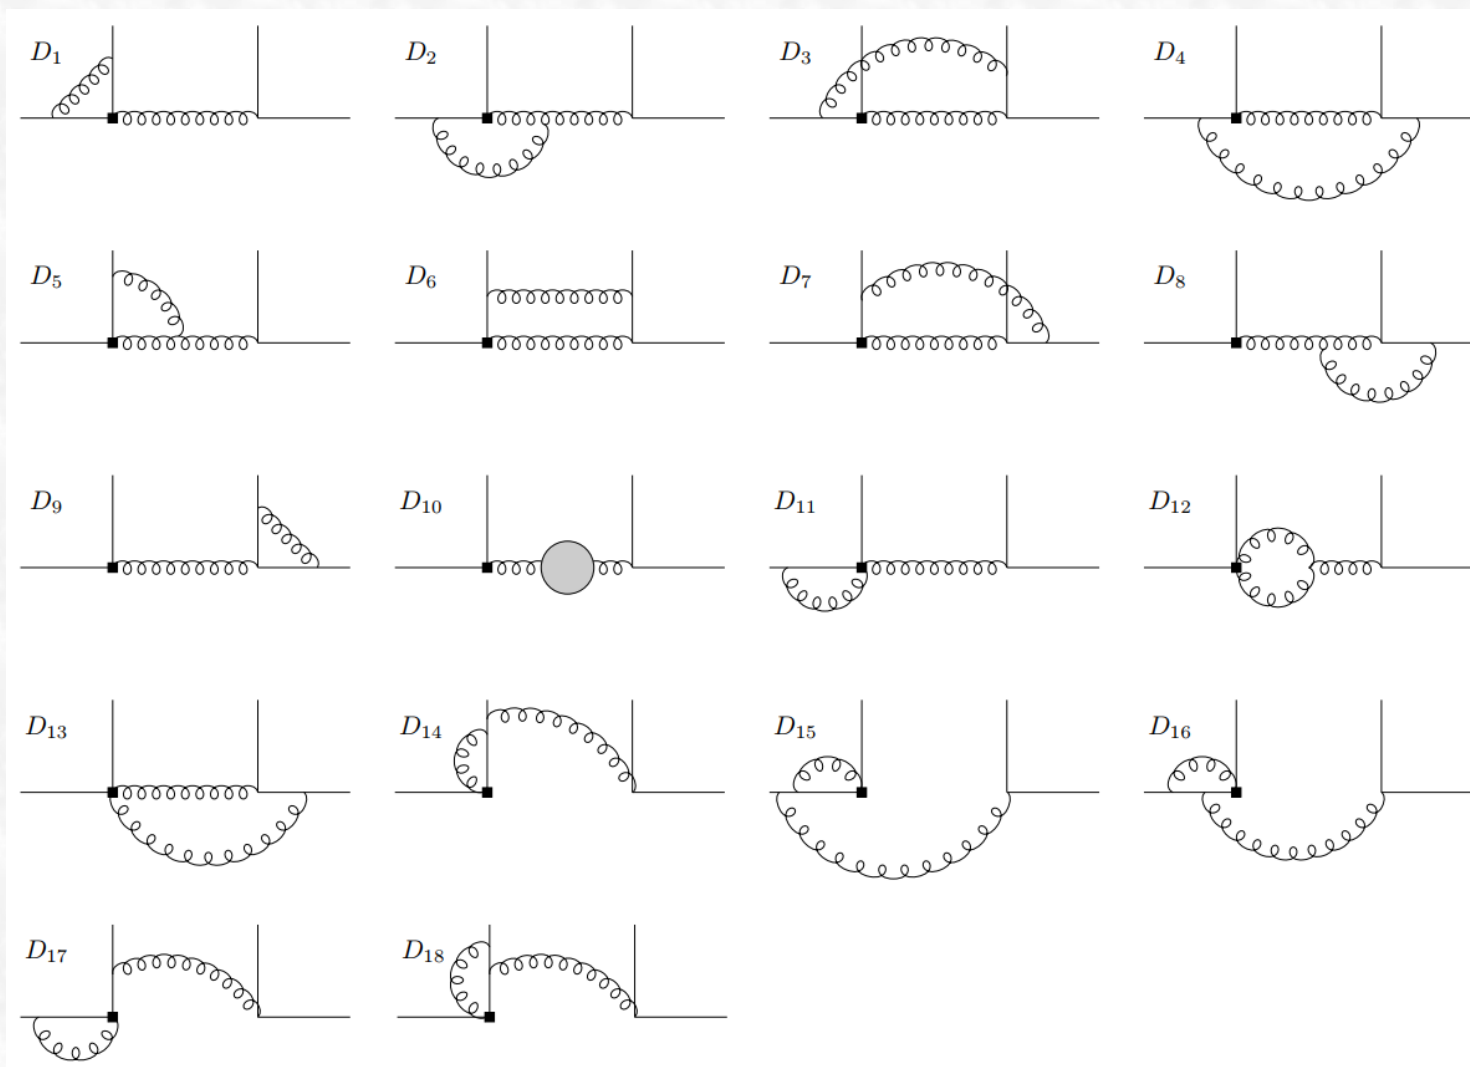 D₁ D₂ D₃ D₄
D₅ D₆ D₇ D₈
D₉ D₁₀ D₁₁ D₁₂
D₁₃ D₁₄ D₁₅ D₁₆
D₁₇ D₁₈